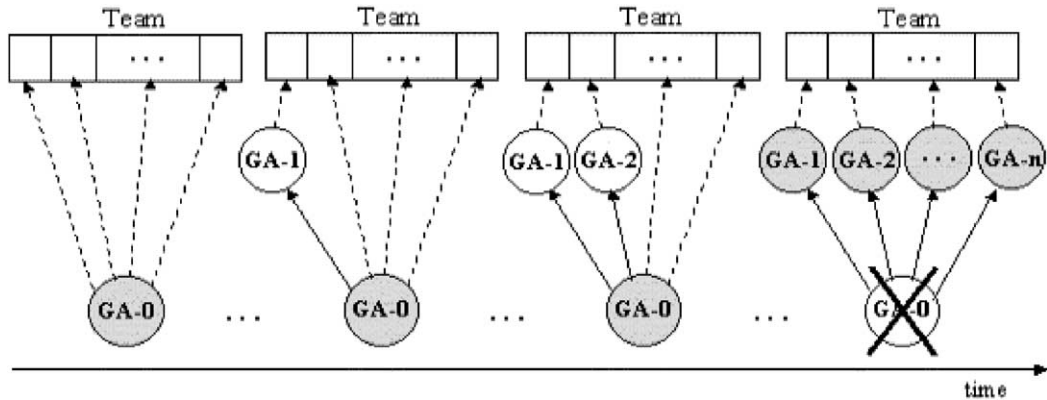 Team Team Team Team
... ... ... ...
GA-1 GA-1 GA-2 GA-1 GA-2 ... GA-n
GA-0 ... GA-0 ... GA-0 ... GA-0
time